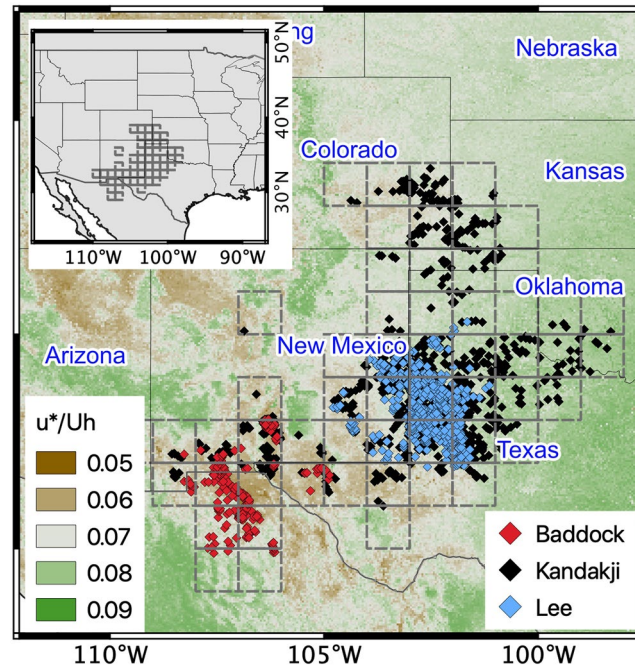 ng
Nebraska
50°N
40°N
30°N
110°W 100°W 90°W
Colorado
Kansas
Oklahoma
New Mexico
Arizona
Texas
u*/Uh
0.05
0.06
0.07
0.08
0.09
Baddock
Kandakji
Lee
110°W 105°W 100°W